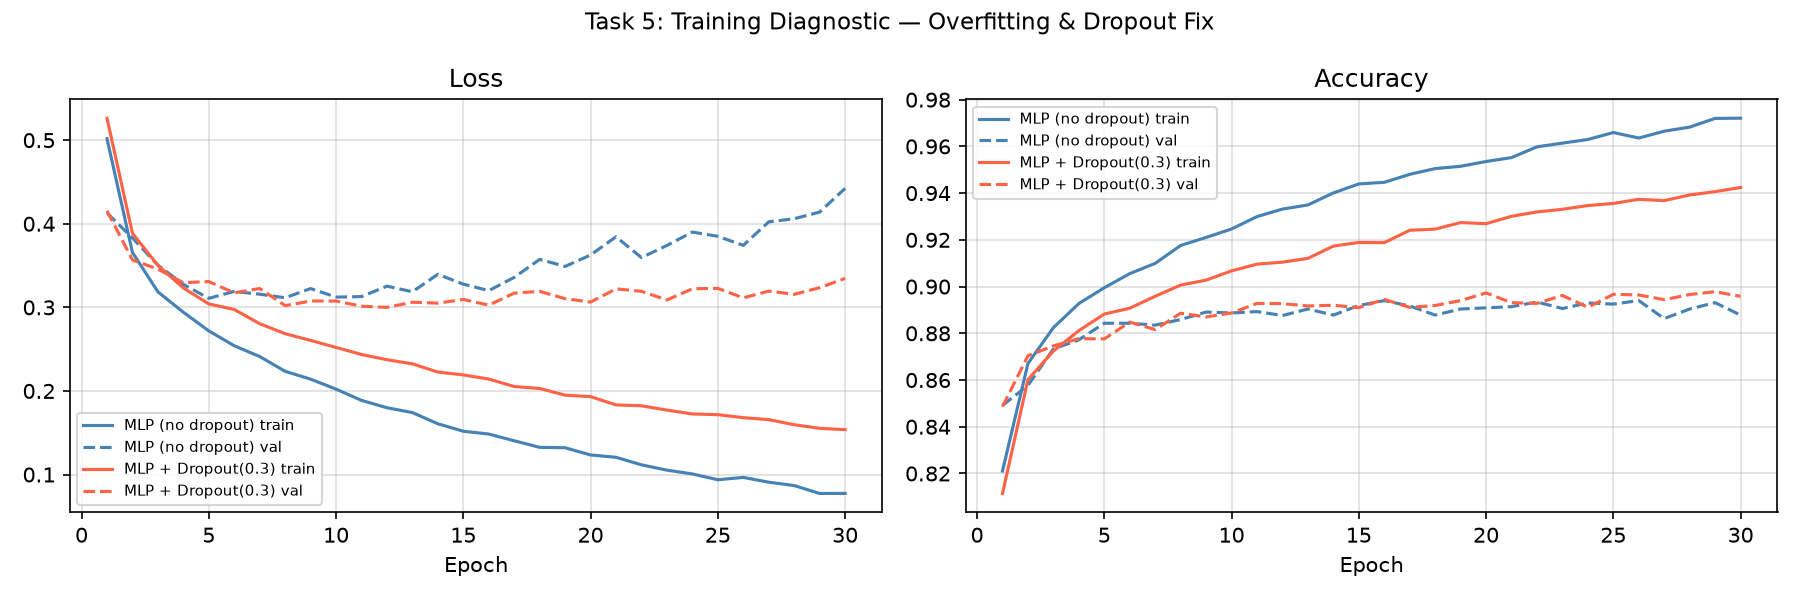 Task 5: Training Diagnostic — Overfitting & Dropout Fix
Loss
0.5
0.4
0.3
0.2
0.1
MLP (no dropout) train
MLP (no dropout) val
MLP + Dropout(0.3) train
MLP + Dropout(0.3) val
0 5 10 15 20 25 30
Epoch
Accuracy
0.98
0.96
0.94
0.92
0.90
0.88
0.86
0.84
0.82
MLP (no dropout) train
MLP (no dropout) val
MLP + Dropout(0.3) train
MLP + Dropout(0.3) val
0 5 10 15 20 25 30
Epoch